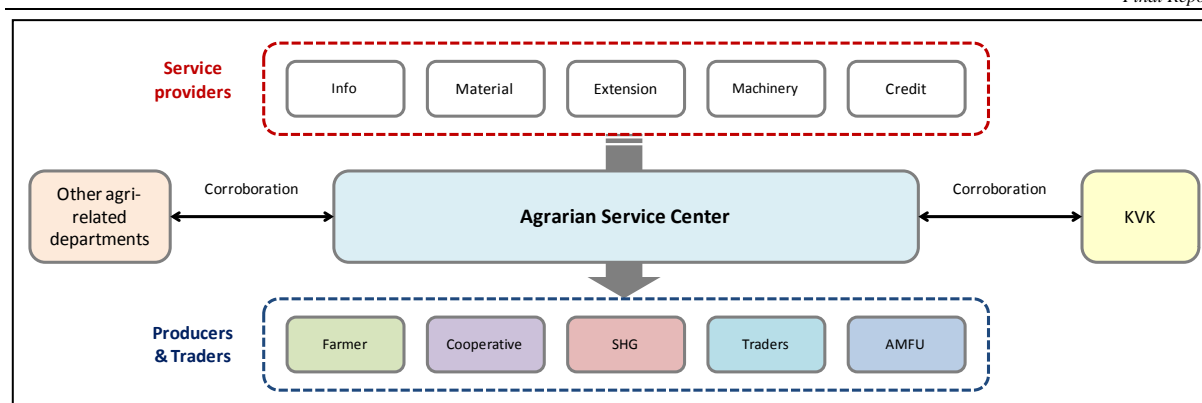 Final Repo
Service
providers
Info
Material
Extension
Machinery
Credit
Other agri-
related
departments
Corroboration
Agrarian Service Center
Corroboration
KVK
Producers
& Traders
Farmer
Cooperative
SHG
Traders
AMFU